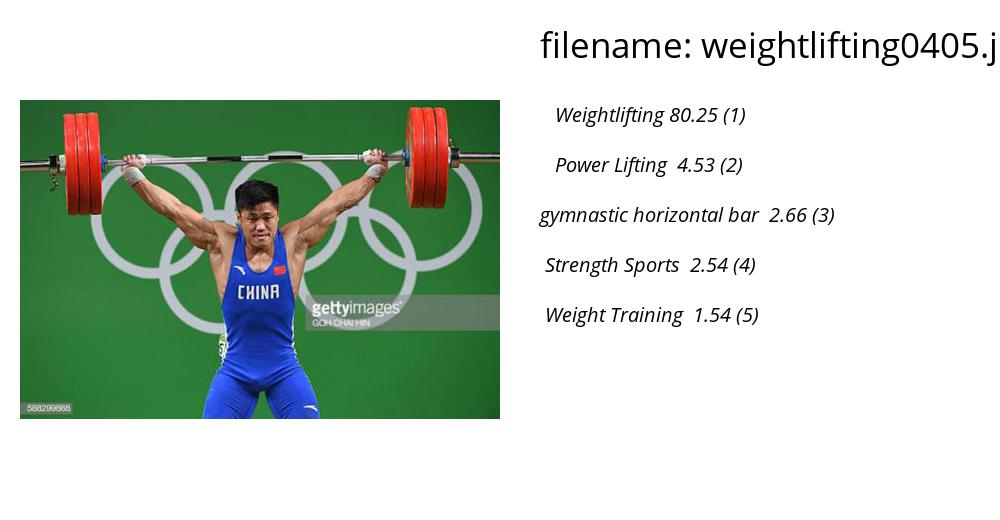 filename: weightlifting0405.j
Weightlifting 80.25 (1)
Power Lifting 4.53 (2)
gymnastic horizontal bar 2.66 (3)
Strength Sports 2.54 (4)
Weight Training 1.54 (5)
CHINA
gettyimages®
GOH CHAI HIN
588299888